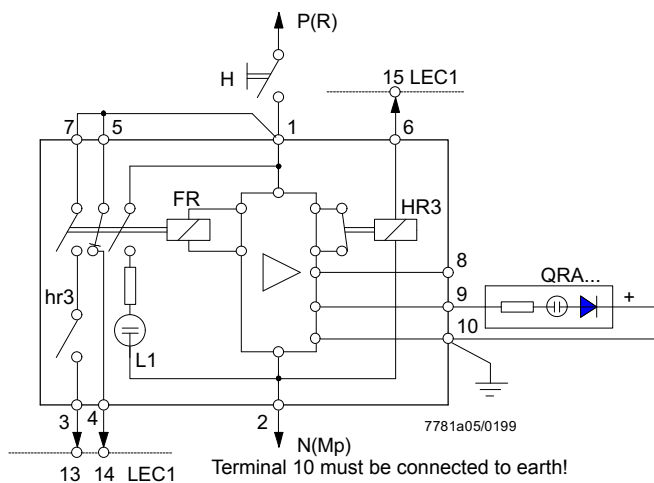 P(R)
H
15 LEC1
7 5 1 6
FR
HR3
8
9
QRA...
+
10
hr3
L1
3 4 2
7781a05/0199
N(Mp)
13 14 LEC1
Terminal 10 must be connected to earth!